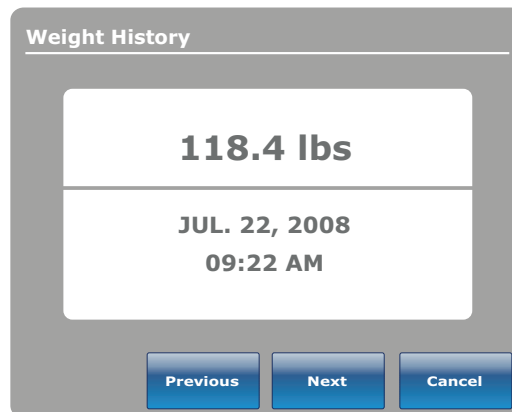 Weight History
118.4 lbs
JUL. 22, 2008
09:22 AM
Previous Next Cancel